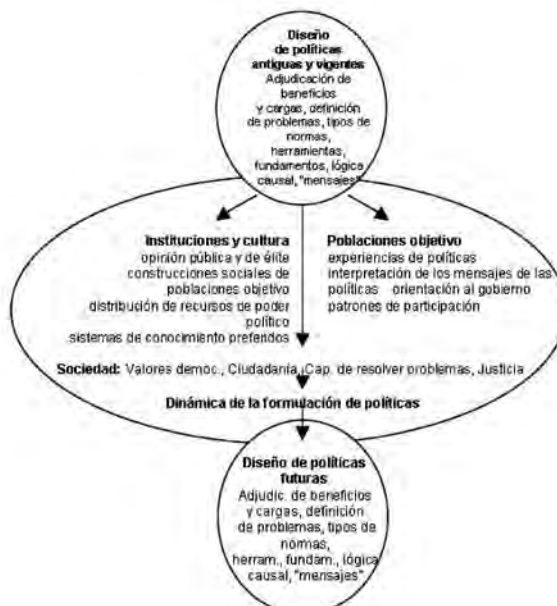 Diseño
de políticas
antiguas y vigentes
Adjudicación de
beneficios
y cargas, definición
de problemas, tipos de
normas,
herramientas,
fundamentos, lógica
causal, "mensajes"
Instituciones y cultura
opinión pública y de élite
construcciones sociales de
poblaciones objetivo
distribución de recursos de poder
político
sistemas de conocimiento preferidos
Poblaciones objetivo
experiencias de políticas
interpretación de los mensajes de las
políticas orientación al gobierno
patrones de participación
Sociedad: Valores democ., Ciudadanía, Cap. de resolver problemas, Justicia
Dinámica de la formulación de políticas
Diseño de políticas
futuras
Adjudic. de beneficios
y cargas, definición
de problemas, tipos de
normas,
herram., fundam., lógica
causal, "mensajes"